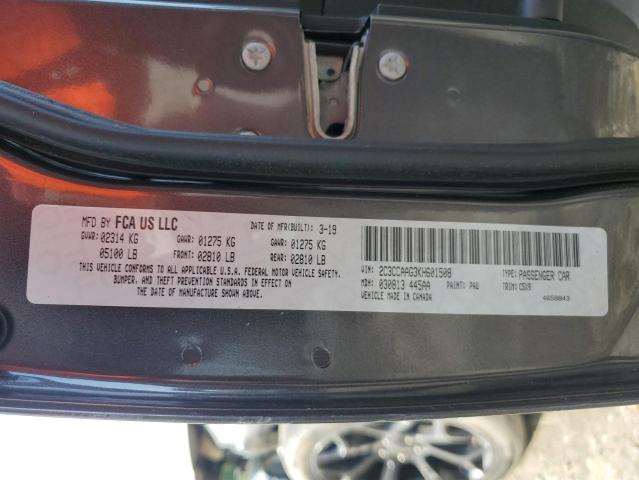 MFD BY FCA US LLC DATE OF MFR(BUILT): 3-19
GVWR: 02314 KG GAWR: 01275 KG GAWR: 01275 KG
05100 LB FRONT: 02810 LB REAR: 02810 LB
THIS VEHICLE CONFORMS TO ALL APPLICABLE U.S.A. FEDERAL MOTOR VEHICLE SAFETY,
BUMPER, AND THEFT PREVENTION STANDARDS IN EFFECT ON
THE DATE OF MANUFACTURE SHOWN ABOVE.
VIN: 2C3CCAAG3KH601508 TYPE: PASSENGER CAR
MDH: 030813 445AA PAINT: PAU TRIM: C5X9
VEHICLE MADE IN CANADA 4658843